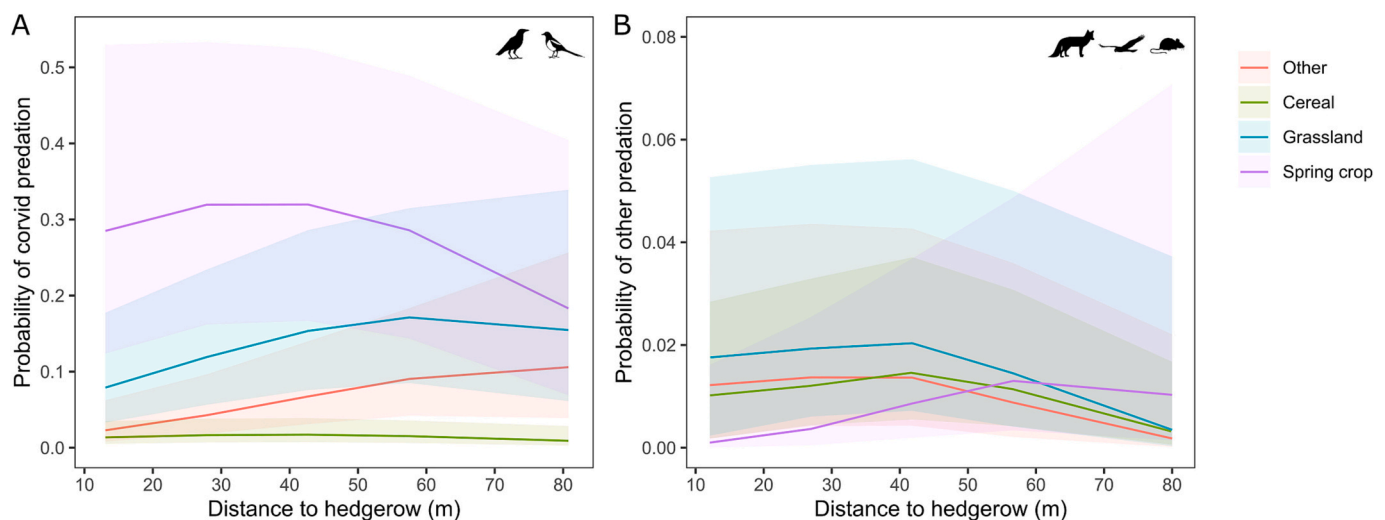 A
Probability of corvid predation
0.5
0.4
0.3
0.2
0.1
0.0
10 20 30 40 50 60 70 80
Distance to hedgerow (m)
B
Probability of other predation
0.08
0.06
0.04
0.02
0.00
10 20 30 40 50 60 70 80
Distance to hedgerow (m)
Other
Cereal
Grassland
Spring crop